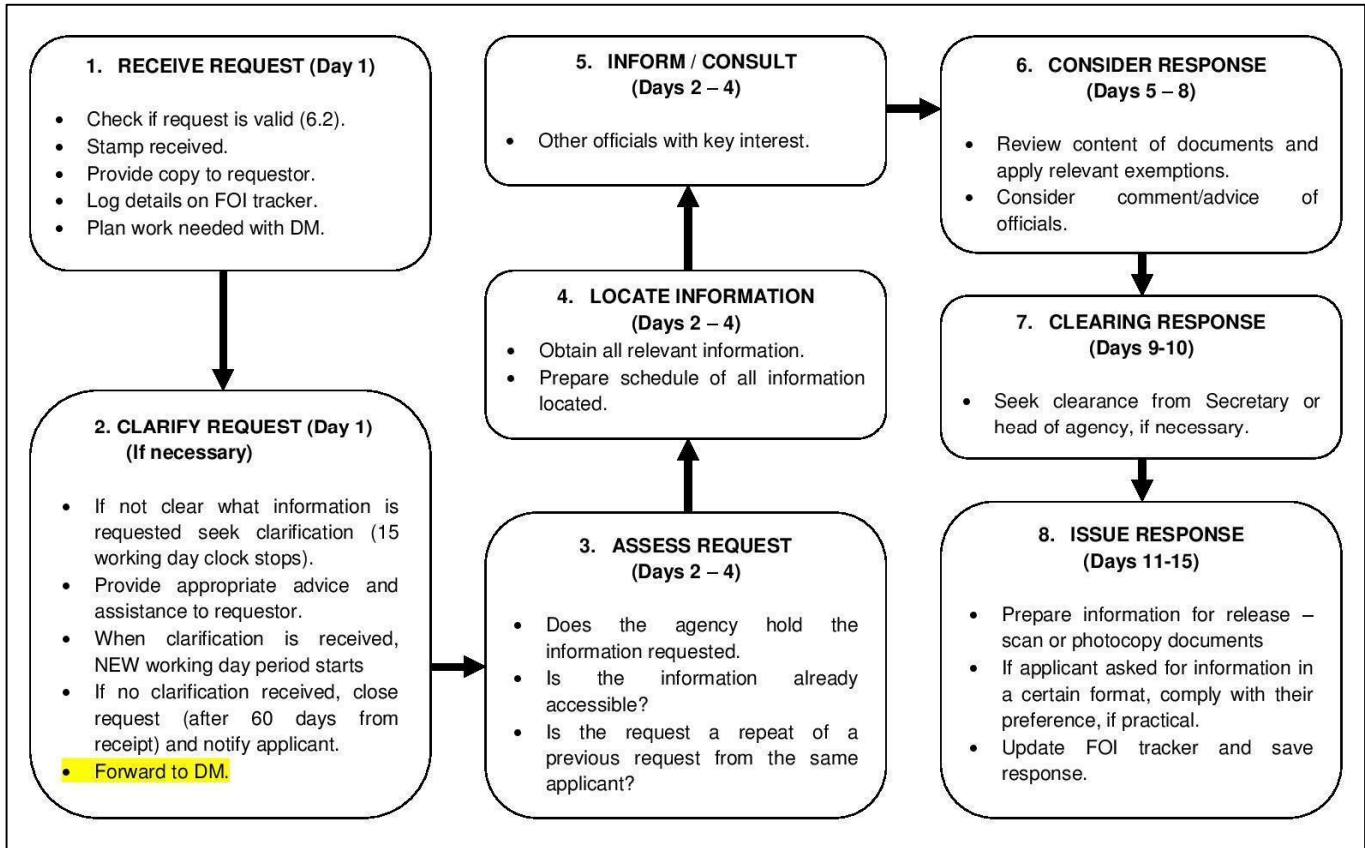 1. RECEIVE REQUEST (Day 1)
• Check if request is valid (6.2).
• Stamp received.
• Provide copy to requestor.
• Log details on FOI tracker.
• Plan work needed with DM.
2. CLARIFY REQUEST (Day 1)
(If necessary)
• If not clear what information is
requested seek clarification (15
working day clock stops).
• Provide appropriate advice and
assistance to requestor.
• When clarification is received,
NEW working day period starts
• If no clarification received, close
request (after 60 days from
receipt) and notify applicant.
• Forward to DM.
3. ASSESS REQUEST
(Days 2 – 4)
• Does the agency hold the
information requested.
• Is the information already
accessible?
• Is the request a repeat of a
previous request from the same
applicant?
4. LOCATE INFORMATION
(Days 2 – 4)
• Obtain all relevant information.
• Prepare schedule of all information
located.
5. INFORM / CONSULT
(Days 2 – 4)
• Other officials with key interest.
6. CONSIDER RESPONSE
(Days 5 – 8)
• Review content of documents and
apply relevant exemptions.
• Consider comment/advice of
officials.
7. CLEARING RESPONSE
(Days 9-10)
• Seek clearance from Secretary or
head of agency, if necessary.
8. ISSUE RESPONSE
(Days 11-15)
• Prepare information for release –
scan or photocopy documents
• If applicant asked for information in
a certain format, comply with their
preference, if practical.
• Update FOI tracker and save
response.